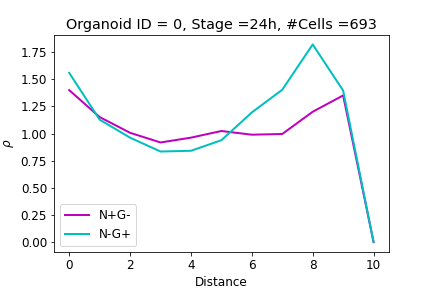 Organoid ID = 0, Stage =24h, #Cells =693
ρ
1.75
1.50
1.25
1.00
0.75
0.50
0.25
0.00
N+G-
N-G+
0 2 4 6 8 10
Distance